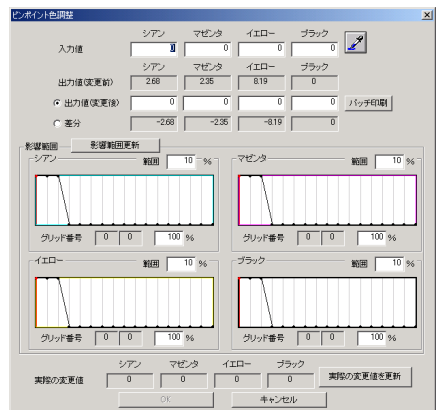 ピンポイント色調整
シアン マゼンタ イエロー ブラック
入力値 0 0 0 0
シアン マゼンタ イエロー ブラック
出力値(変更前) 2.68 2.35 8.19 0
出力値(変更後) 0 0 0 0 パッチ印刷
差分 -2.68 -2.35 -8.19 0
影響範囲 影響範囲更新
シアン 範囲 10 %
グリッド番号 0 0 100 %
マゼンタ 範囲 10 %
グリッド番号 0 0 100 %
イエロー 範囲 10 %
グリッド番号 0 0 100 %
ブラック 範囲 10 %
グリッド番号 0 0 100 %
シアン マゼンタ イエロー ブラック
実際の変更値 0 0 0 0 実際の変更値を更新
OK キャンセル